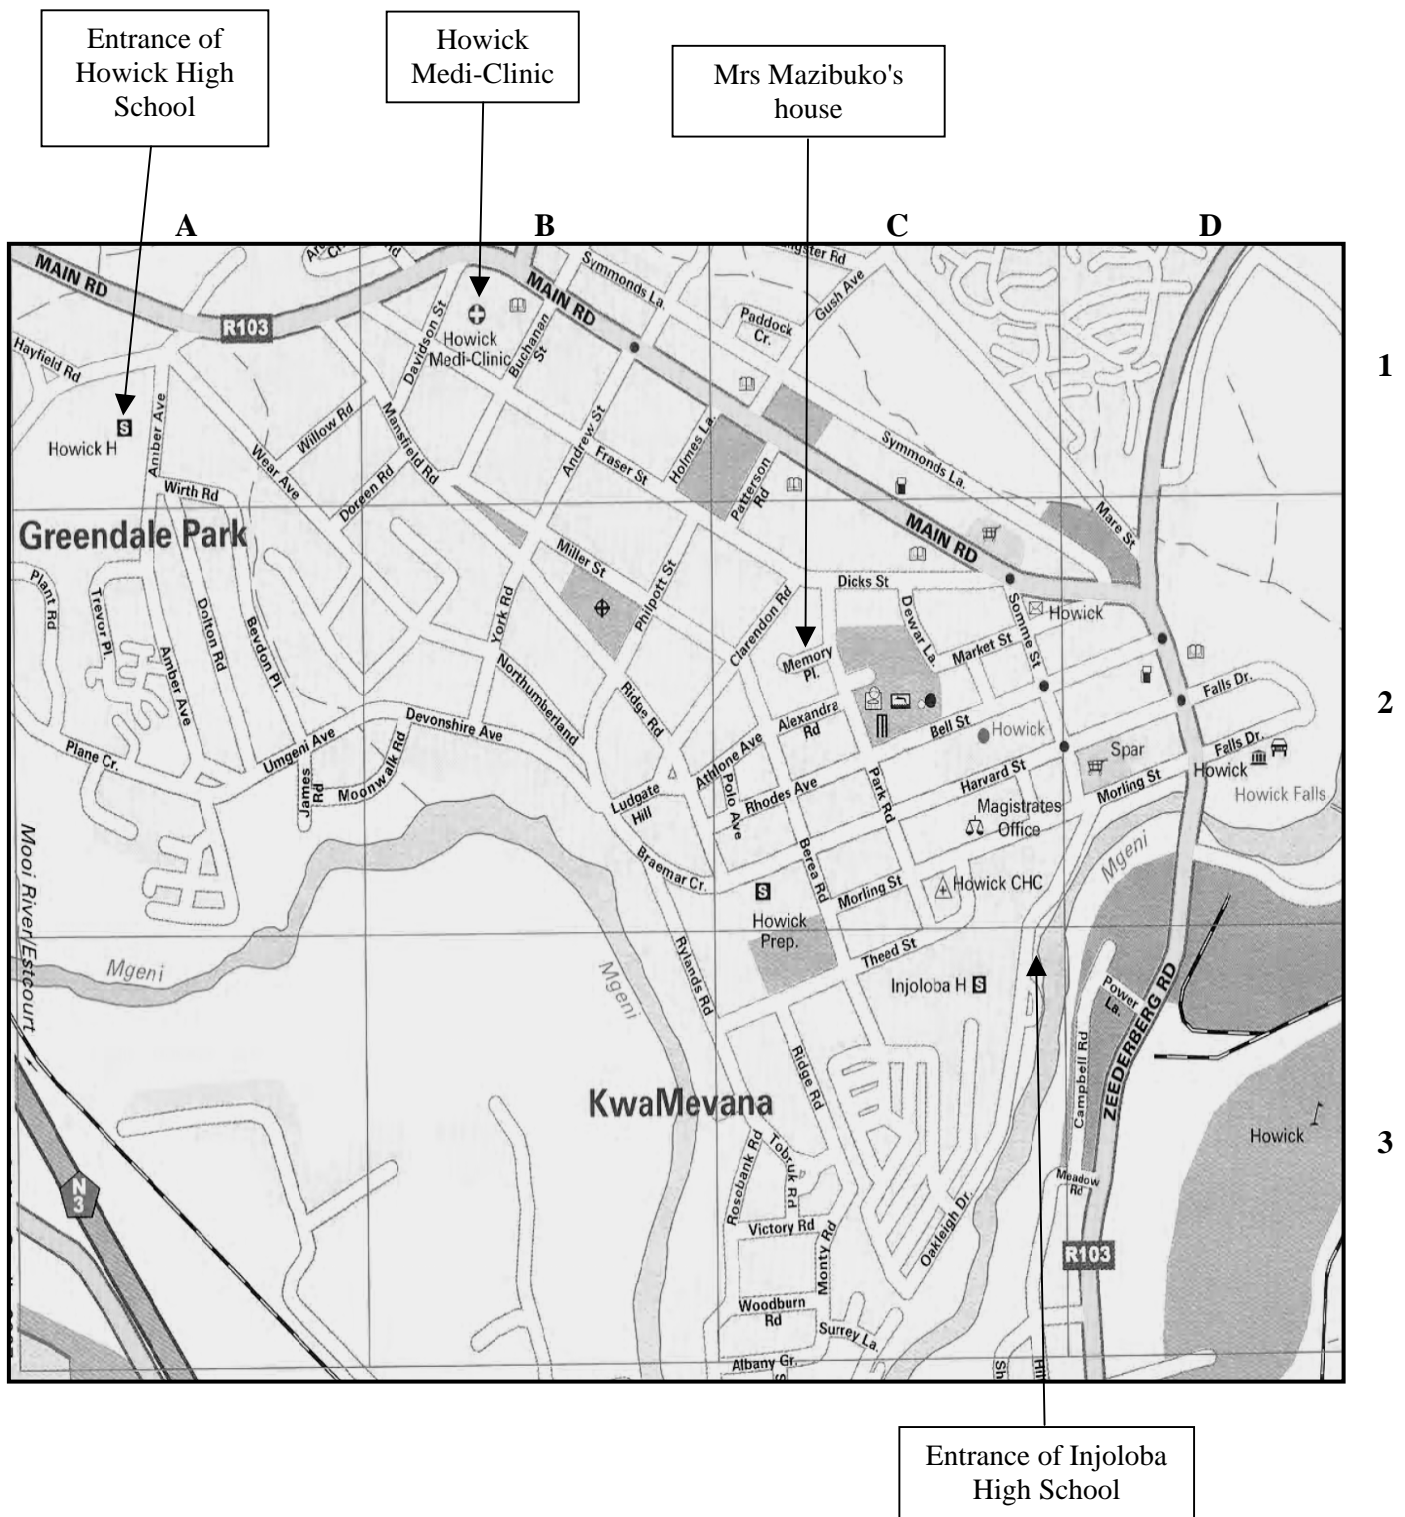 Entrance of
Howick High
School
Howick
Medi-Clinic
Mrs Mazibuko's
house
A
B
C
D
1
2
3
MAIN RD
R103
Hayfield Rd
Howick H
Amber Ave
Wirth Rd
Wear Ave
Willow Rd
Doreen Rd
Mansfield Rd
Davidson St
Howick
Medi-Clinic
Buchanan
St
MAIN RD
Symmonds La.
Andrew St
Fraser St
Holmes La.
Patterson
Rd
Paddock
Cr.
Gush Ave
Symmonds La.
MAIN RD
Mare St
Greendale Park
Plant Rd
Trevor Pl.
Dolton Rd
Bevdon Pl.
Amber Ave
Plane Cr.
Umgeni Ave
James
Rd
Moonwalk Rd
Devonshire Ave
York Rd
Northumberland
Miller St
Philpott St
Ridge Rd
Ludgate
Hill
Braemar Cr.
Clarendon Rd
Dicks St
Dewar La.
Memory
Pl.
Alexandra
Rd
Athlone Ave
Polo Ave
Rhodes Ave
Berea Rd
Park Rd
Market St
Somme St
Howick
Bell St
Howick
Harvard St
Spar
Morling St
Falls Dr.
Falls Dr.
Howick
Howick Falls
Magistrates
Office
Morling St
Howick CHC
Howick
Prep.
Theed St
Injoloba H
Mgeni
Mooi River/Estcourt
Mgeni
Mgeni
Rylands Rd
KwaMevana
Ridge Rd
Rosebank Rd
Tobruk Rd
Victory Rd
Monty Rd
Woodburn
Rd
Surrey La.
Albany Gr.
Oakleigh Dr.
Power
La.
Campbell Rd
ZEEDERBERG RD
Meadow
Rd
R103
Howick
N
3
Entrance of Injoloba
High School